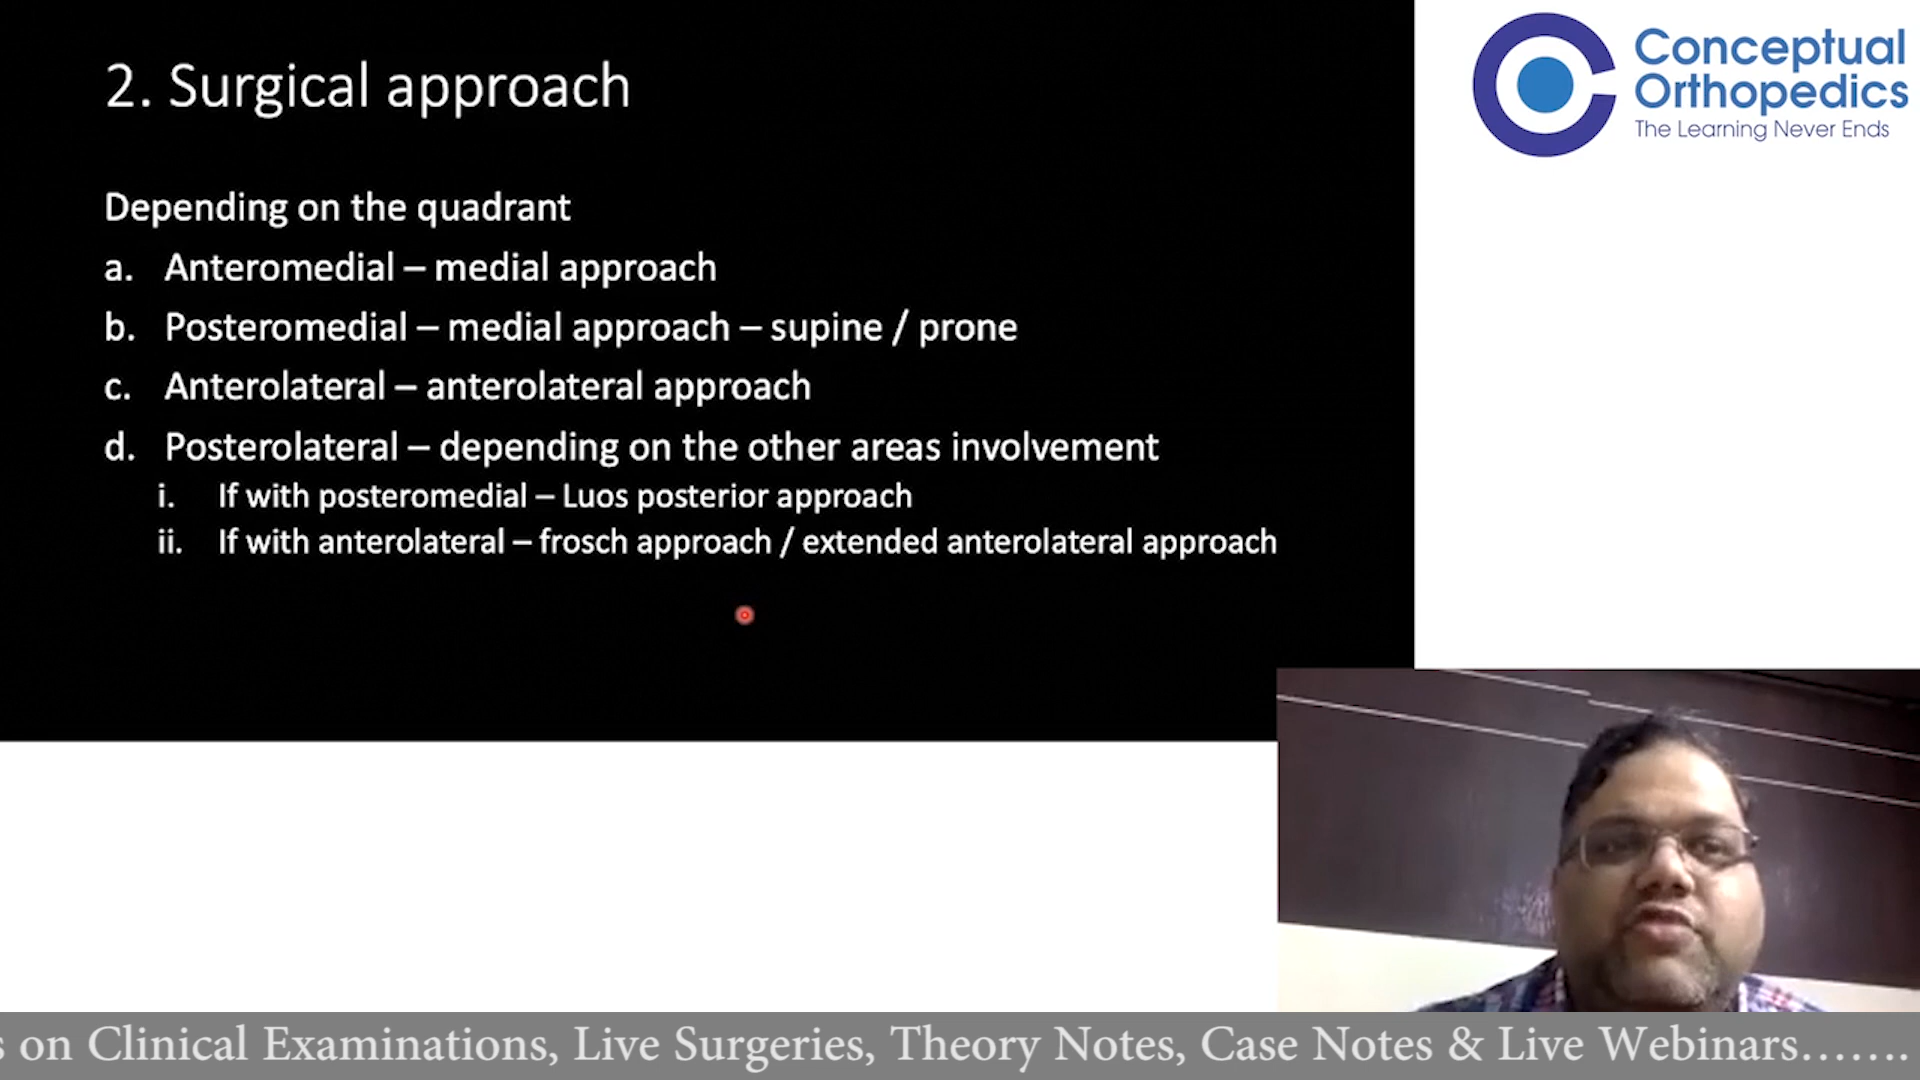 2. Surgical approach
Depending on the quadrant
a. Anteromedial – medial approach
b. Posteromedial – medial approach – supine / prone
c. Anterolateral – anterolateral approach
d. Posterolateral – depending on the other areas involvement
i. If with posteromedial – Luos posterior approach
ii. If with anterolateral – frosch approach / extended anterolateral approach
Conceptual
Orthopedics
The Learning Never Ends
s on Clinical Examinations, Live Surgeries, Theory Notes, Case Notes & Live Webinars.......